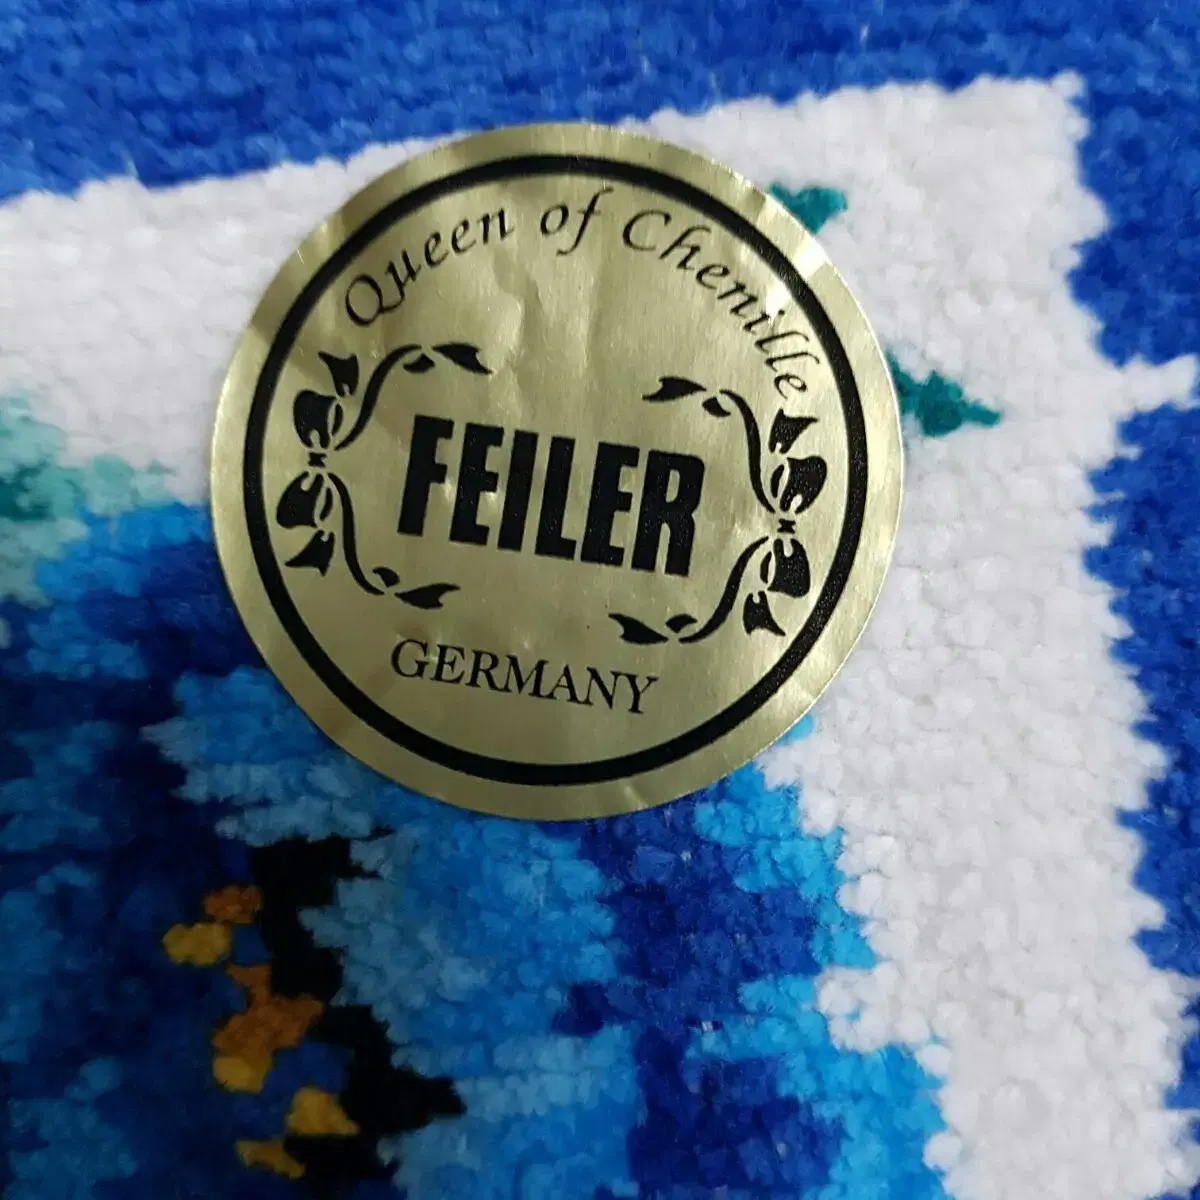 Queen of Chenille
FEILER
GERMANY